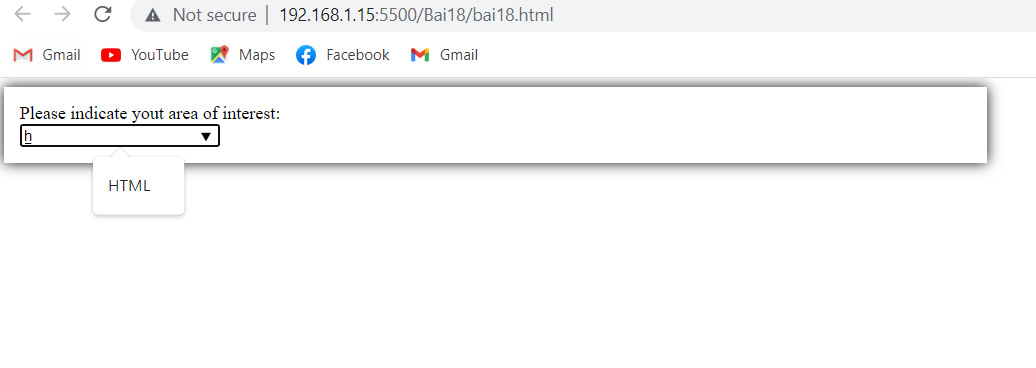 Not secure | 192.168.1.15:5500/Bai18/bai18.html
Gmail YouTube Maps Facebook Gmail
Please indicate yout area of interest:
h
HTML